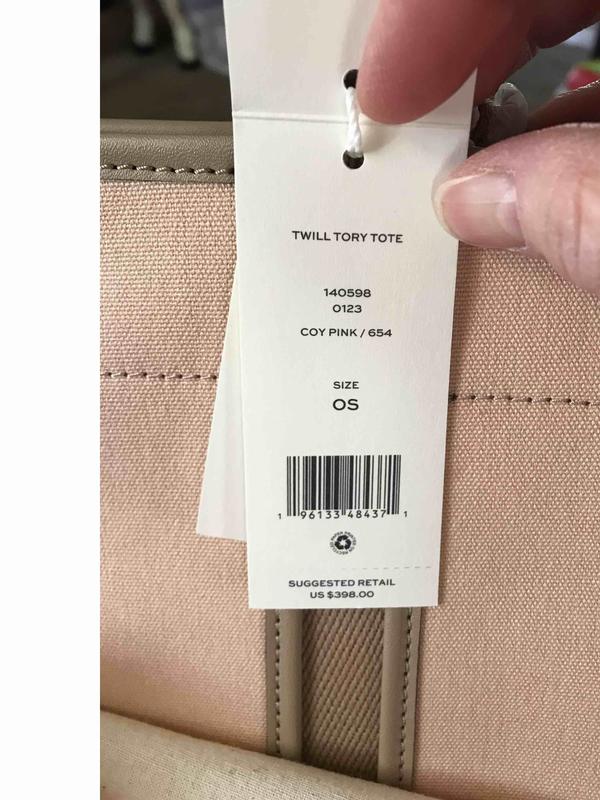 TWILL TORY TOTE
140598
0123
COY PINK / 654
SIZE
OS
1 96133 48437 1
SUGGESTED RETAIL
US $398.00